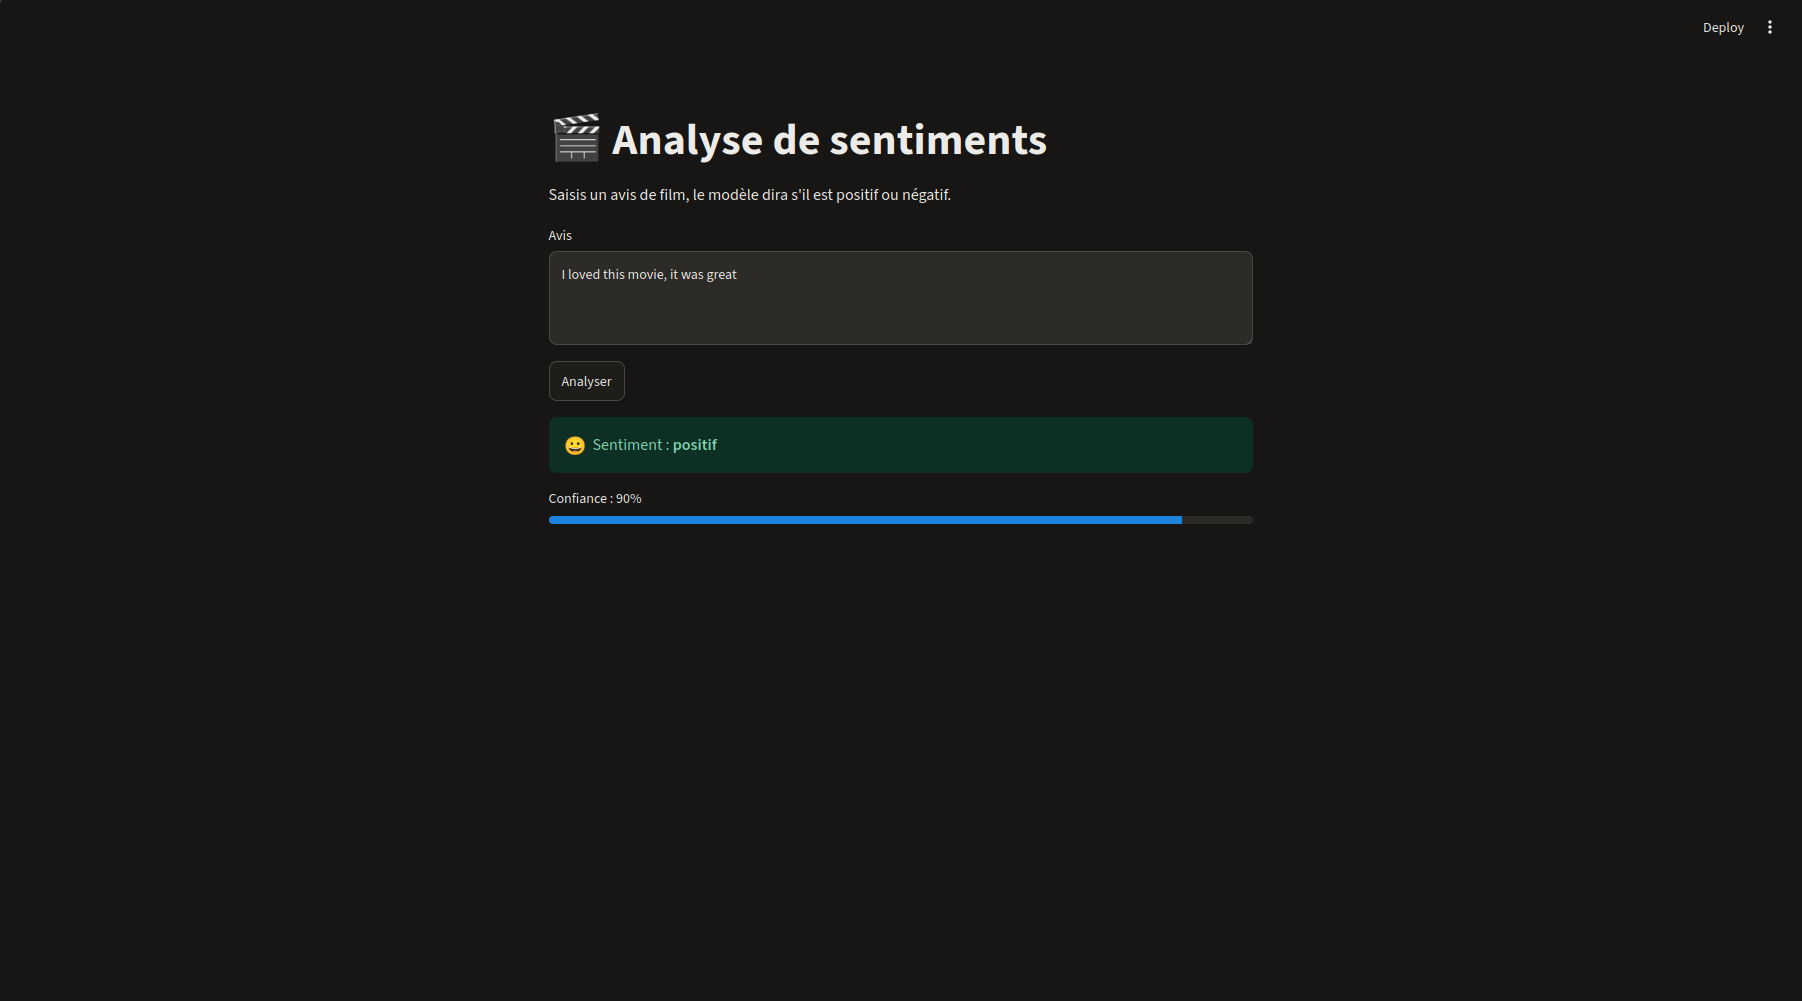 Deploy
🎬 Analyse de sentiments
Saisis un avis de film, le modèle dira s'il est positif ou négatif.
Avis
I loved this movie, it was great
Analyser
😀 Sentiment : positif
Confiance : 90%